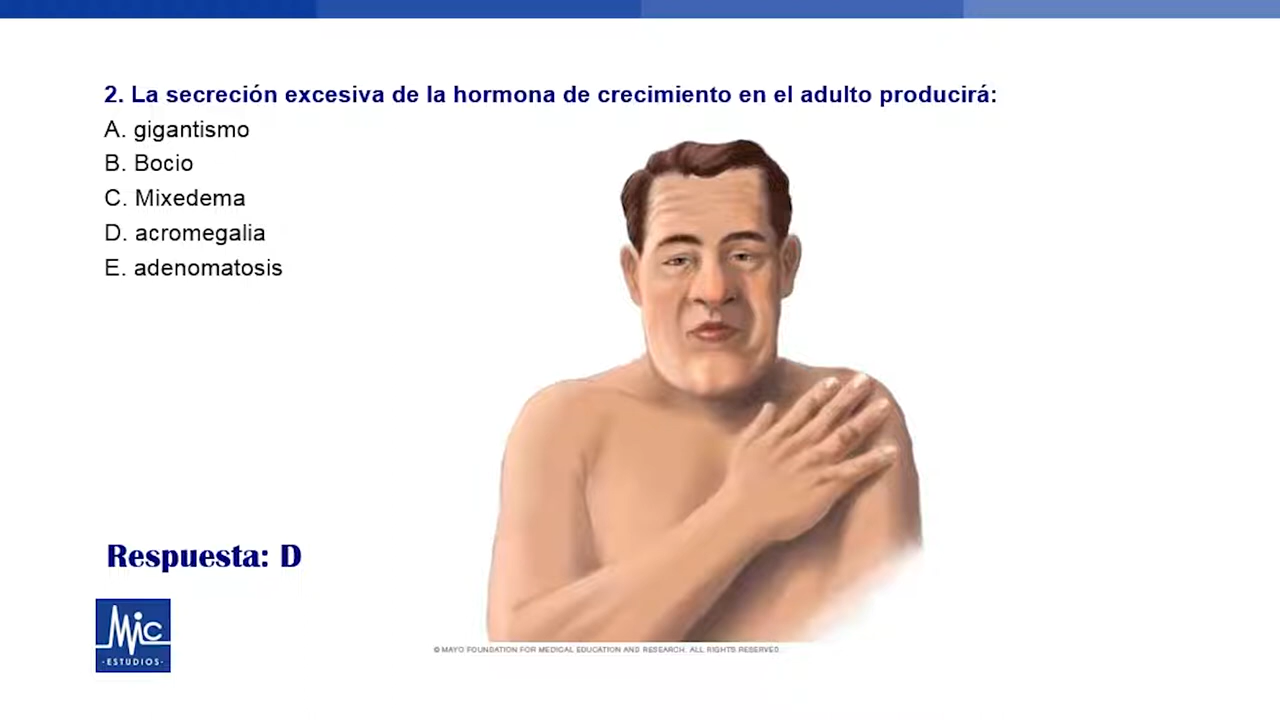 2. La secreción excesiva de la hormona de crecimiento en el adulto producirá:
A. gigantismo
B. Bocio
C. Mixedema
D. acromegalia
E. adenomatosis
Respuesta: D
Mic
·ESTUDIOS·
© MAYO FOUNDATION FOR MEDICAL EDUCATION AND RESEARCH. ALL RIGHTS RESERVED.